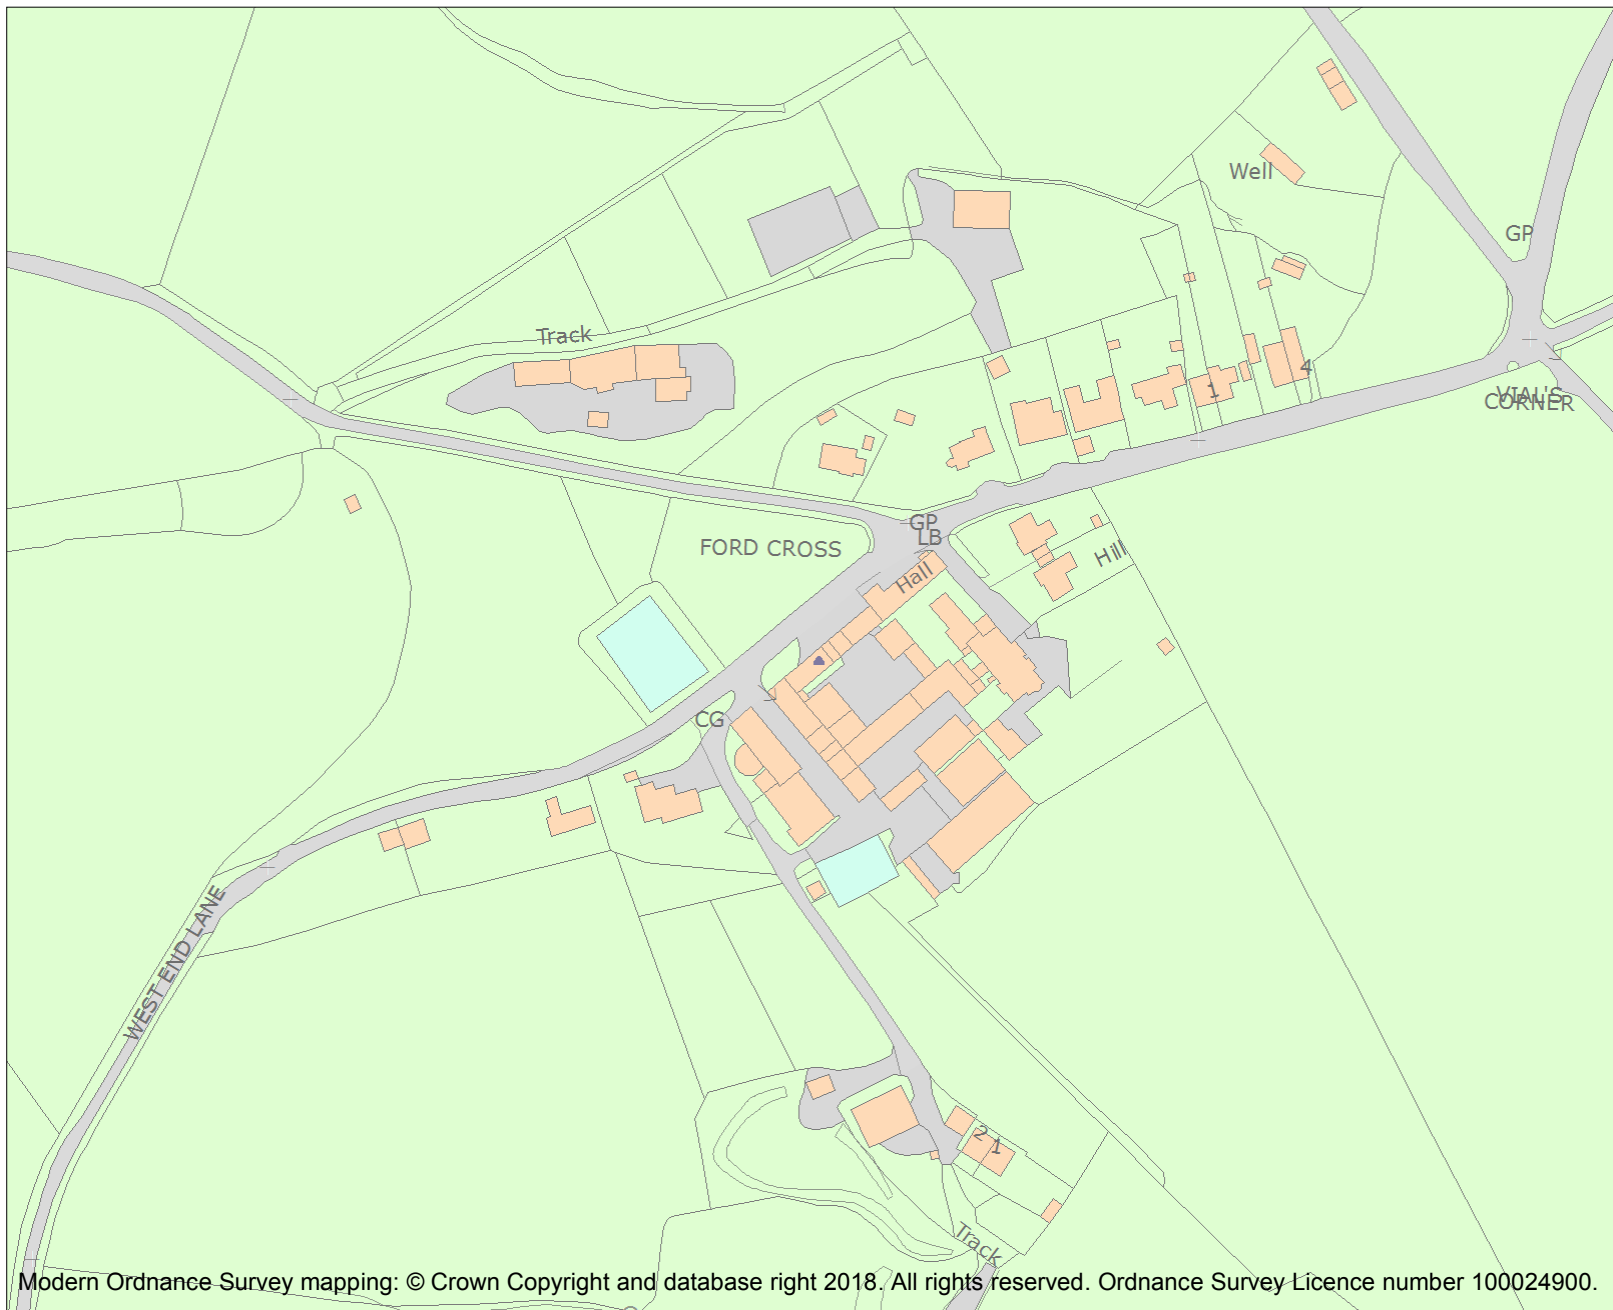 Well
GP
Track
4
1
VIAL'S
CORNER
GP
LB
FORD CROSS
Hill
Hall
CG
WEST END LANE
2
1
Track
Modern Ordnance Survey mapping: © Crown Copyright and database right 2018. All rights reserved. Ordnance Survey Licence number 100024900.